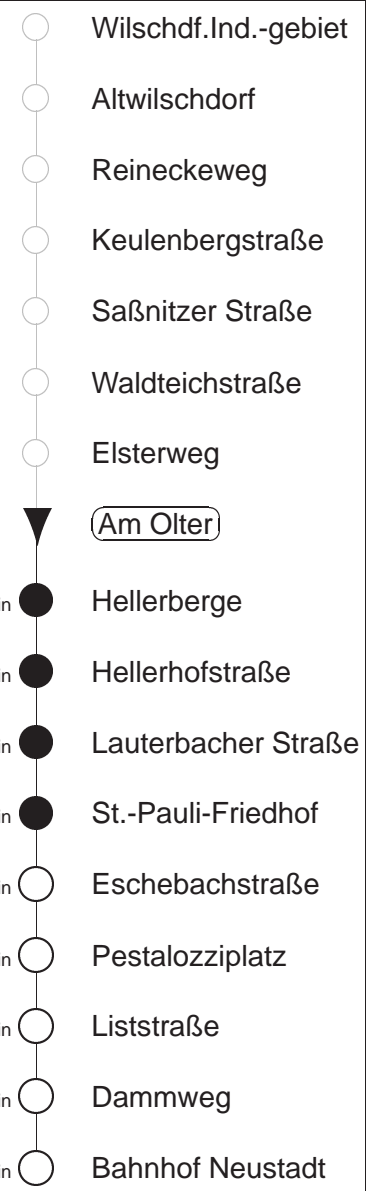 Wilschdf.Ind.-gebiet
Altwilschdorf
Reineckeweg
Keulenbergstraße
Saßnitzer Straße
Waldteichstraße
Elsterweg
Am Olter
Hellerberge
Hellerhofstraße
Lauterbacher Straße
St.-Pauli-Friedhof
Eschebachstraße
Pestalozziplatz
Liststraße
Dammweg
Bahnhof Neustadt